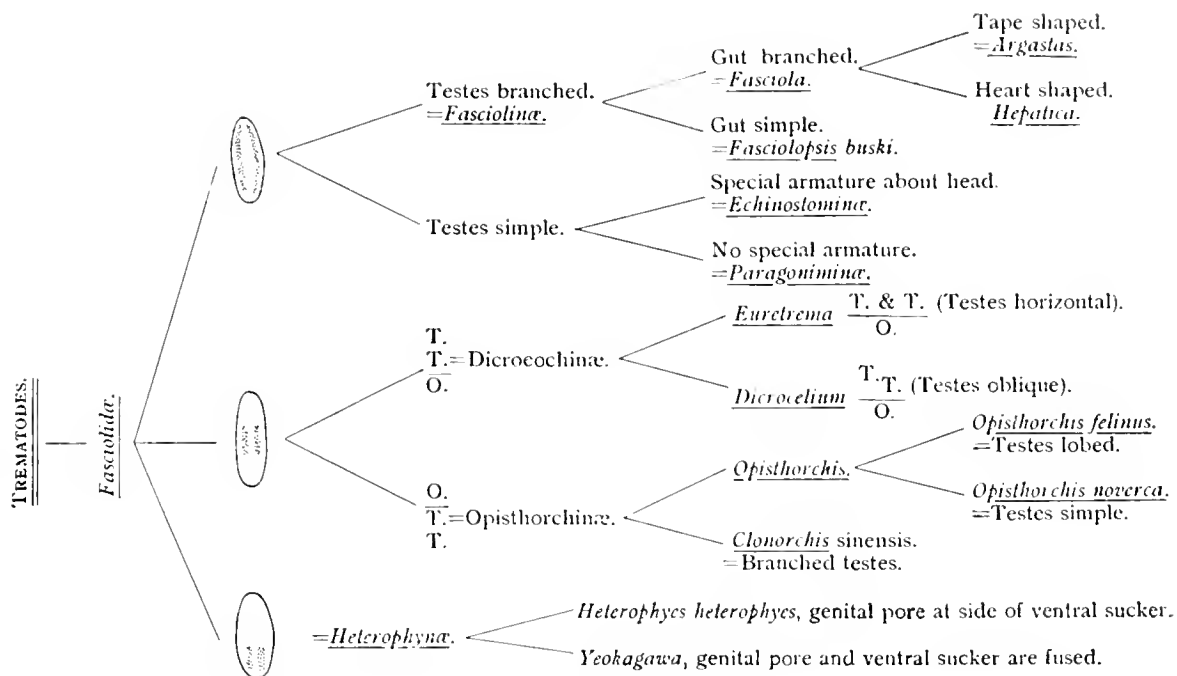 Tape shaped.
=Argastas.
Gut branched.
=Fasciola.
Heart shaped.
Hepatica.
Testes branched.
=Fasciolinæ.
Gut simple.
=Fasciolopsis buski.
Special armature about head.
=Echinostominæ.
Testes simple.
No special armature.
=Paragoniminæ.
Euretrema T. & T. (Testes horizontal).
O.
T.
T.=Dicrocochinæ.
O.
Dicrocelium T.T. (Testes oblique).
O.
TREMATODES.
Fasciolidæ.
Opisthorchis felinus.
=Testes lobed.
Opisthorchis.
O.
T.=Opisthorchinæ.
T.
Opisthorchis noverca.
=Testes simple.
Clonorchis sinensis.
=Branched testes.
Heterophyes heterophyes, genital pore at side of ventral sucker.
=Heterophynæ.
Yeokagawa, genital pore and ventral sucker are fused.